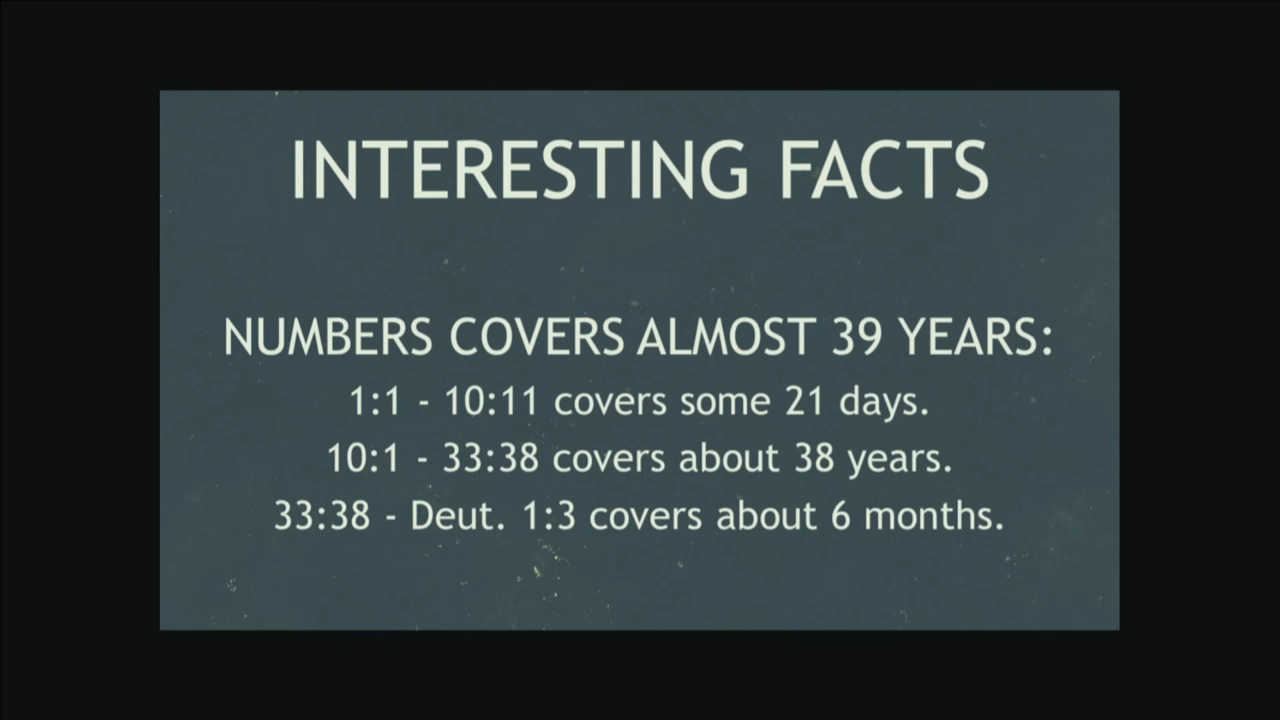 INTERESTING FACTS
NUMBERS COVERS ALMOST 39 YEARS:
1:1 - 10:11 covers some 21 days.
10:1 - 33:38 covers about 38 years.
33:38 - Deut. 1:3 covers about 6 months.